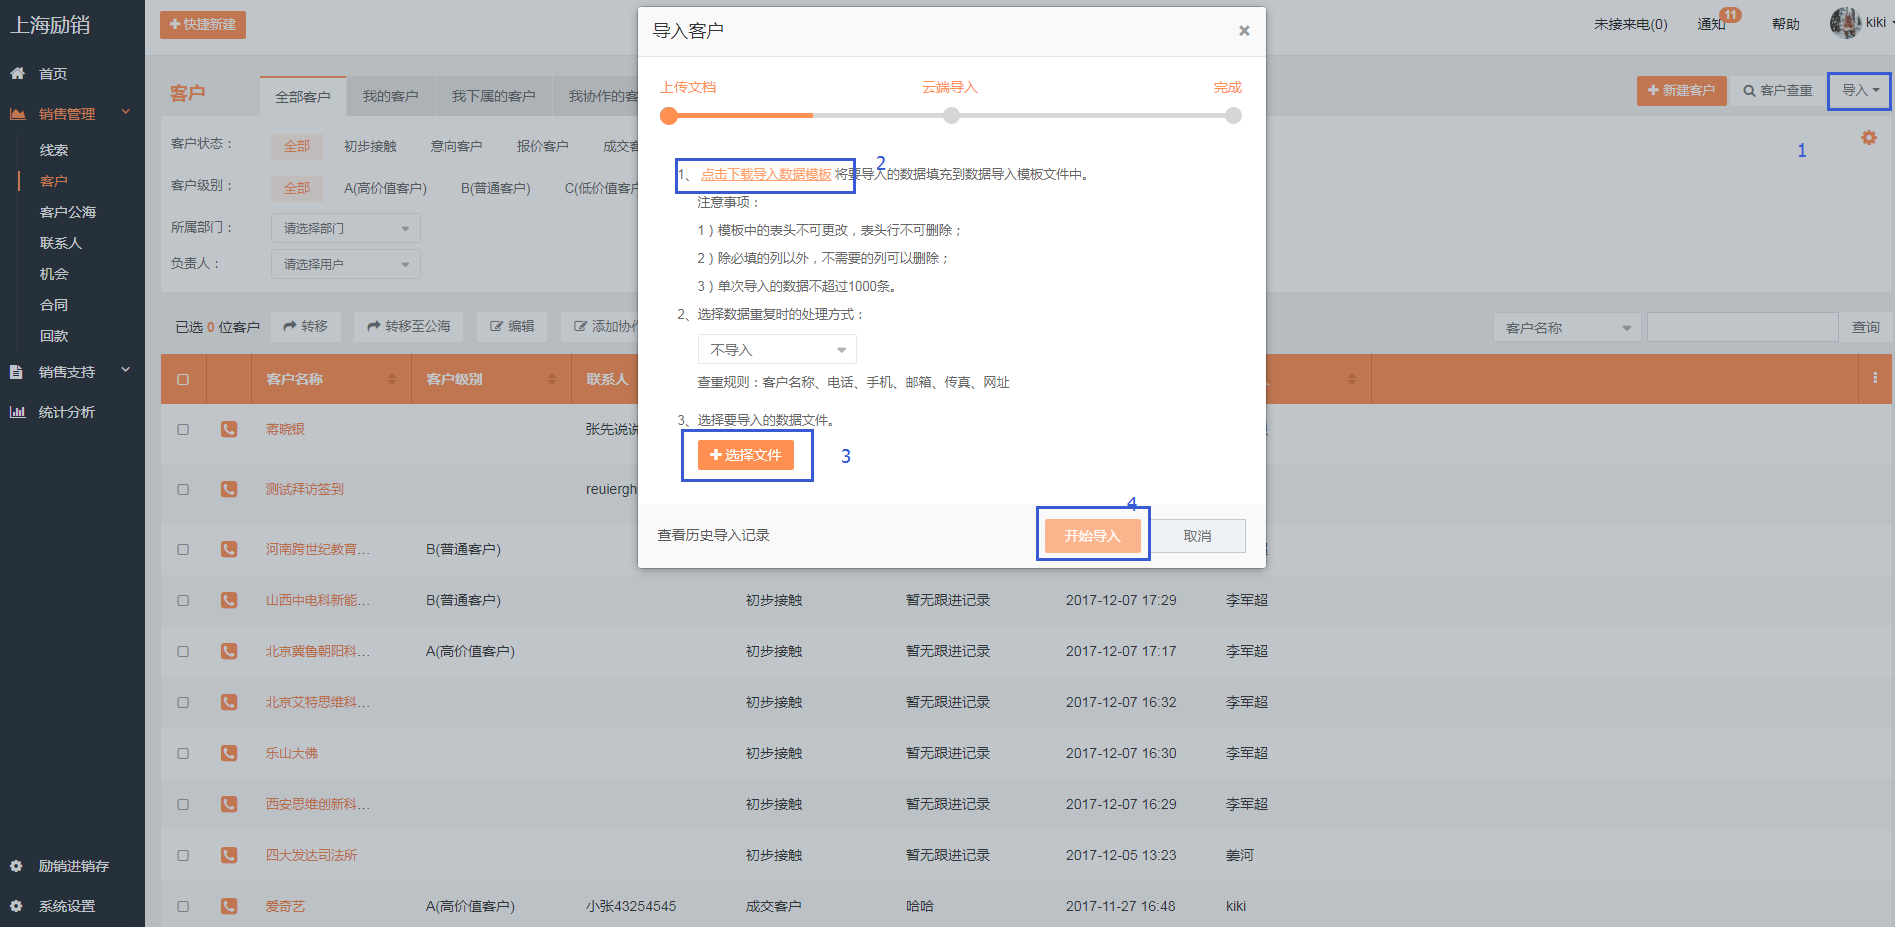 上海励销
快捷新建
未接来电(0)
通知
11
帮助
kiki
首页
销售管理
线索
客户
客户公海
联系人
机会
合同
回款
销售支持
统计分析
励销进销存
系统设置
客户
全部客户
我的客户
我下属的客户
我协作的客
新建客户
客户查重
导入
1
客户状态：
全部
初步接触
意向客户
报价客户
成交客
客户级别：
全部
A(高价值客户)
B(普通客户)
C(低价值客户
所属部门：
请选择部门
负责人：
请选择用户
已选 0 位客户
转移
转移至公海
编辑
添加协作
客户名称
查询
客户名称
客户级别
联系人
蒋晓银
张先说说
测试拜访签到
reuiergh
河南跨世纪教育...
B(普通客户)
山西中电科新能...
B(普通客户)
初步接触
暂无跟进记录
2017-12-07 17:29
李军超
北京冀鲁朝阳科...
A(高价值客户)
初步接触
暂无跟进记录
2017-12-07 17:17
李军超
北京艾特思维科...
初步接触
暂无跟进记录
2017-12-07 16:32
李军超
乐山大佛
初步接触
暂无跟进记录
2017-12-07 16:30
李军超
西安思维创新科...
初步接触
暂无跟进记录
2017-12-07 16:29
李军超
四大发达司法所
初步接触
暂无跟进记录
2017-12-05 13:23
姜河
爱奇艺
A(高价值客户)
小张43254545
成交客户
哈哈
2017-11-27 16:48
kiki
导入客户
×
上传文档
云端导入
完成
1、 点击下载导入数据模板 将要导入的数据填充到数据导入模板文件中。
2
注意事项：
1）模板中的表头不可更改，表头行不可删除；
2）除必填的列以外，不需要的列可以删除；
3）单次导入的数据不超过1000条。
2、选择数据重复时的处理方式：
不导入
查重规则：客户名称、电话、手机、邮箱、传真、网址
3、选择要导入的数据文件。
选择文件
3
4
查看历史导入记录
开始导入
取消